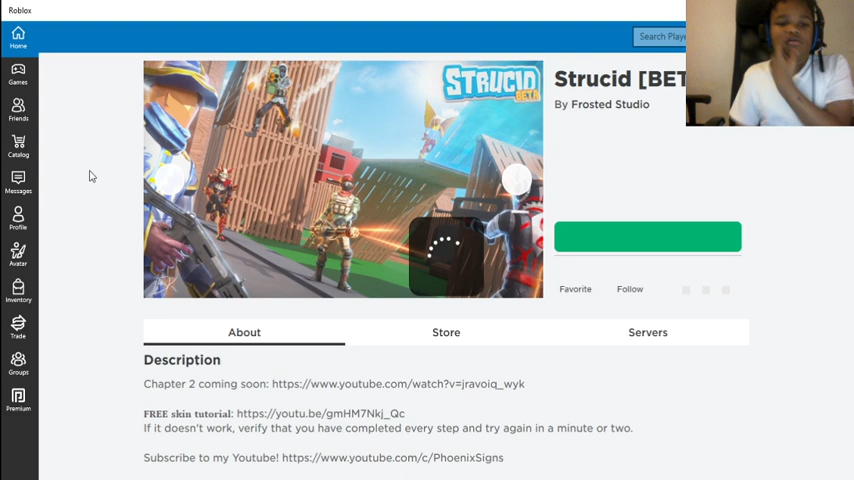 Roblox
Home
Search Playe
Games
Friends
Catalog
Messages
Profile
Avatar
Inventory
Trade
Groups
Premium
STRUCID
BETA
Strucid [BET
By Frosted Studio
Favorite
Follow
About
Store
Servers
Description
Chapter 2 coming soon: https://www.youtube.com/watch?v=jravoiq_wyk
FREE skin tutorial: https://youtu.be/gmHM7Nkj_Qc
If it doesn't work, verify that you have completed every step and try again in a minute or two.
Subscribe to my Youtube! https://www.youtube.com/c/PhoenixSigns